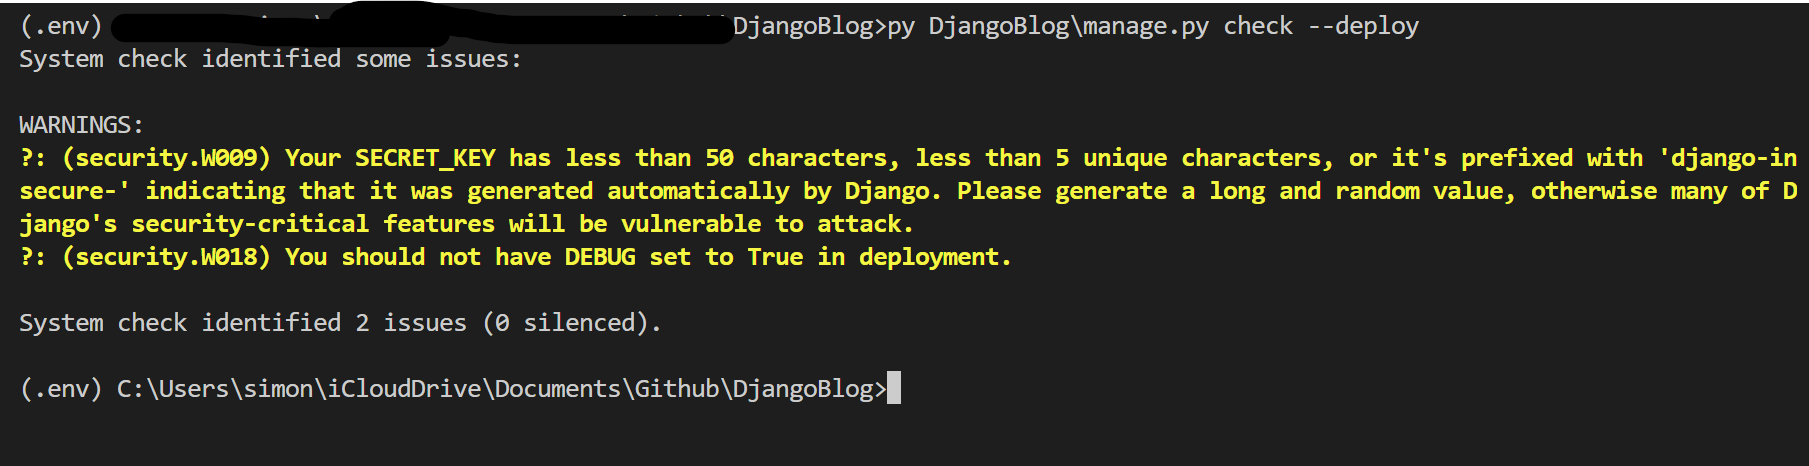 (.env) DjangoBlog>py DjangoBlog\manage.py check --deploy
System check identified some issues:
WARNINGS:
?: (security.W009) Your SECRET_KEY has less than 50 characters, less than 5 unique characters, or it's prefixed with 'django-in
secure-' indicating that it was generated automatically by Django. Please generate a long and random value, otherwise many of D
jango's security-critical features will be vulnerable to attack.
?: (security.W018) You should not have DEBUG set to True in deployment.
System check identified 2 issues (0 silenced).
(.env) C:\Users\simon\iCloudDrive\Documents\Github\DjangoBlog>